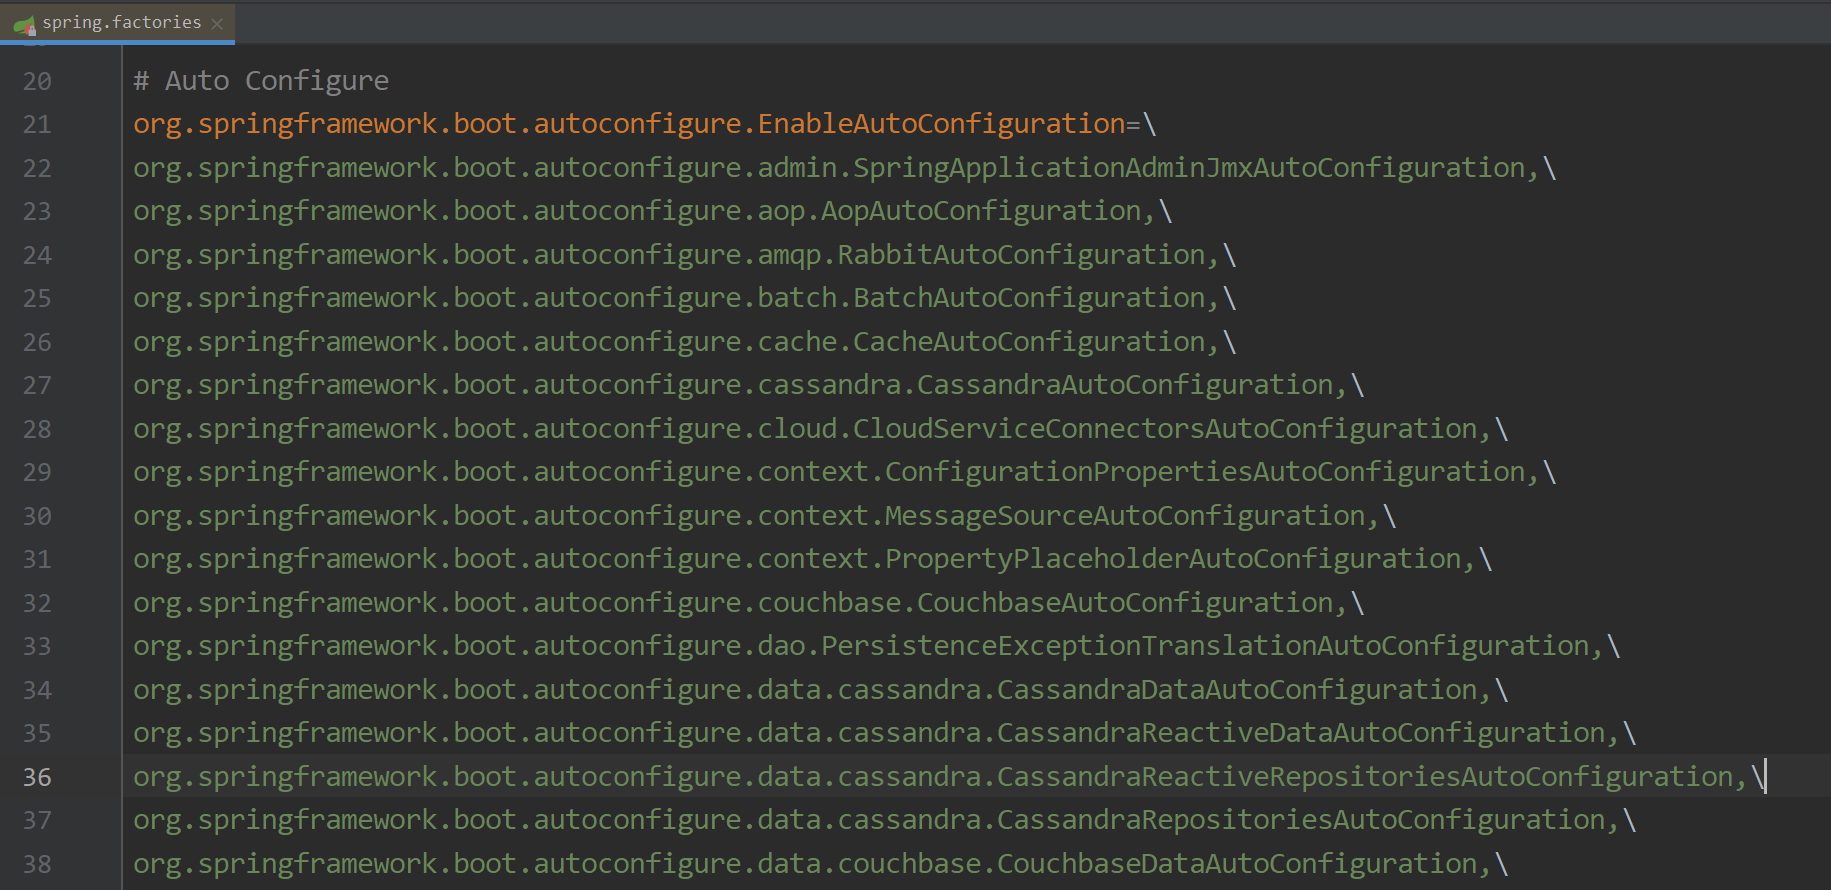 spring.factories
20 # Auto Configure
21 org.springframework.boot.autoconfigure.EnableAutoConfiguration=\
22 org.springframework.boot.autoconfigure.admin.SpringApplicationAdminJmxAutoConfiguration,\
23 org.springframework.boot.autoconfigure.aop.AopAutoConfiguration,\
24 org.springframework.boot.autoconfigure.amqp.RabbitAutoConfiguration,\
25 org.springframework.boot.autoconfigure.batch.BatchAutoConfiguration,\
26 org.springframework.boot.autoconfigure.cache.CacheAutoConfiguration,\
27 org.springframework.boot.autoconfigure.cassandra.CassandraAutoConfiguration,\
28 org.springframework.boot.autoconfigure.cloud.CloudServiceConnectorsAutoConfiguration,\
29 org.springframework.boot.autoconfigure.context.ConfigurationPropertiesAutoConfiguration,\
30 org.springframework.boot.autoconfigure.context.MessageSourceAutoConfiguration,\
31 org.springframework.boot.autoconfigure.context.PropertyPlaceholderAutoConfiguration,\
32 org.springframework.boot.autoconfigure.couchbase.CouchbaseAutoConfiguration,\
33 org.springframework.boot.autoconfigure.dao.PersistenceExceptionTranslationAutoConfiguration,\
34 org.springframework.boot.autoconfigure.data.cassandra.CassandraDataAutoConfiguration,\
35 org.springframework.boot.autoconfigure.data.cassandra.CassandraReactiveDataAutoConfiguration,\
36 org.springframework.boot.autoconfigure.data.cassandra.CassandraReactiveRepositoriesAutoConfiguration,\
37 org.springframework.boot.autoconfigure.data.cassandra.CassandraRepositoriesAutoConfiguration,\
38 org.springframework.boot.autoconfigure.data.couchbase.CouchbaseDataAutoConfiguration,\